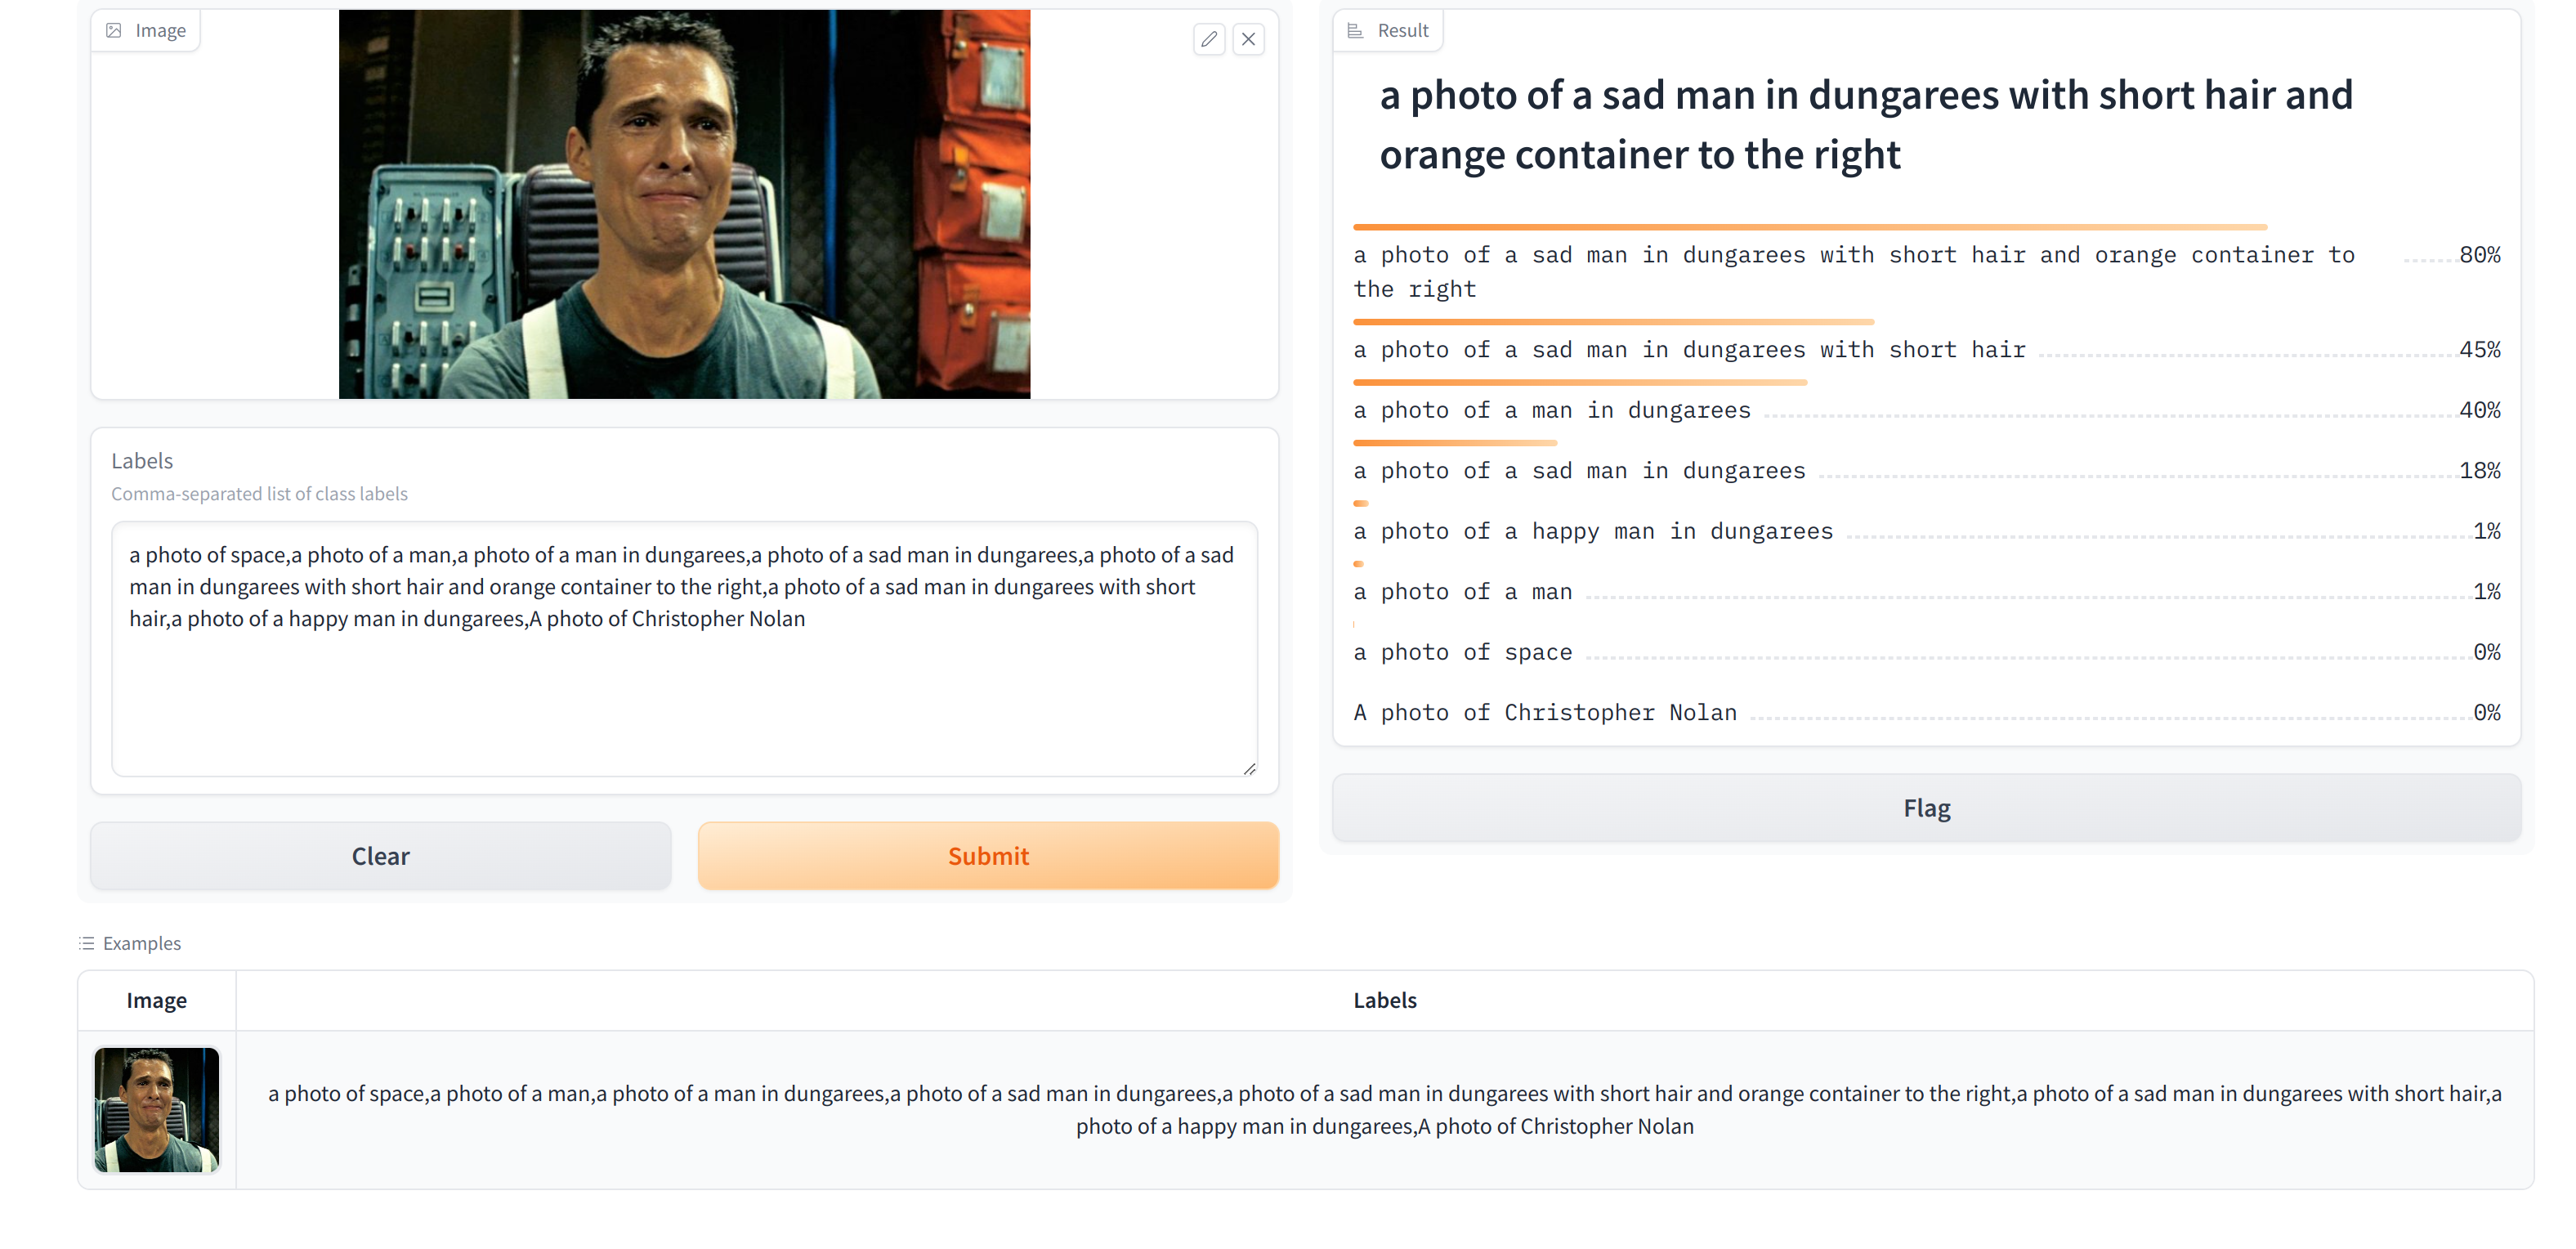 Image
Labels
Comma-separated list of class labels
a photo of space,a photo of a man,a photo of a man in dungarees,a photo of a sad man in dungarees,a photo of a sad
man in dungarees with short hair and orange container to the right,a photo of a sad man in dungarees with short
hair,a photo of a happy man in dungarees,A photo of Christopher Nolan
Clear
Submit
Result
a photo of a sad man in dungarees with short hair and
orange container to the right
a photo of a sad man in dungarees with short hair and orange container to 80%
the right
a photo of a sad man in dungarees with short hair 45%
a photo of a man in dungarees 40%
a photo of a sad man in dungarees 18%
a photo of a happy man in dungarees 1%
a photo of a man 1%
a photo of space 0%
A photo of Christopher Nolan 0%
Flag
Examples
Image Labels
a photo of space,a photo of a man,a photo of a man in dungarees,a photo of a sad man in dungarees,a photo of a sad man in dungarees with short hair and orange container to the right,a photo of a sad man in dungarees with short hair,a
photo of a happy man in dungarees,A photo of Christopher Nolan